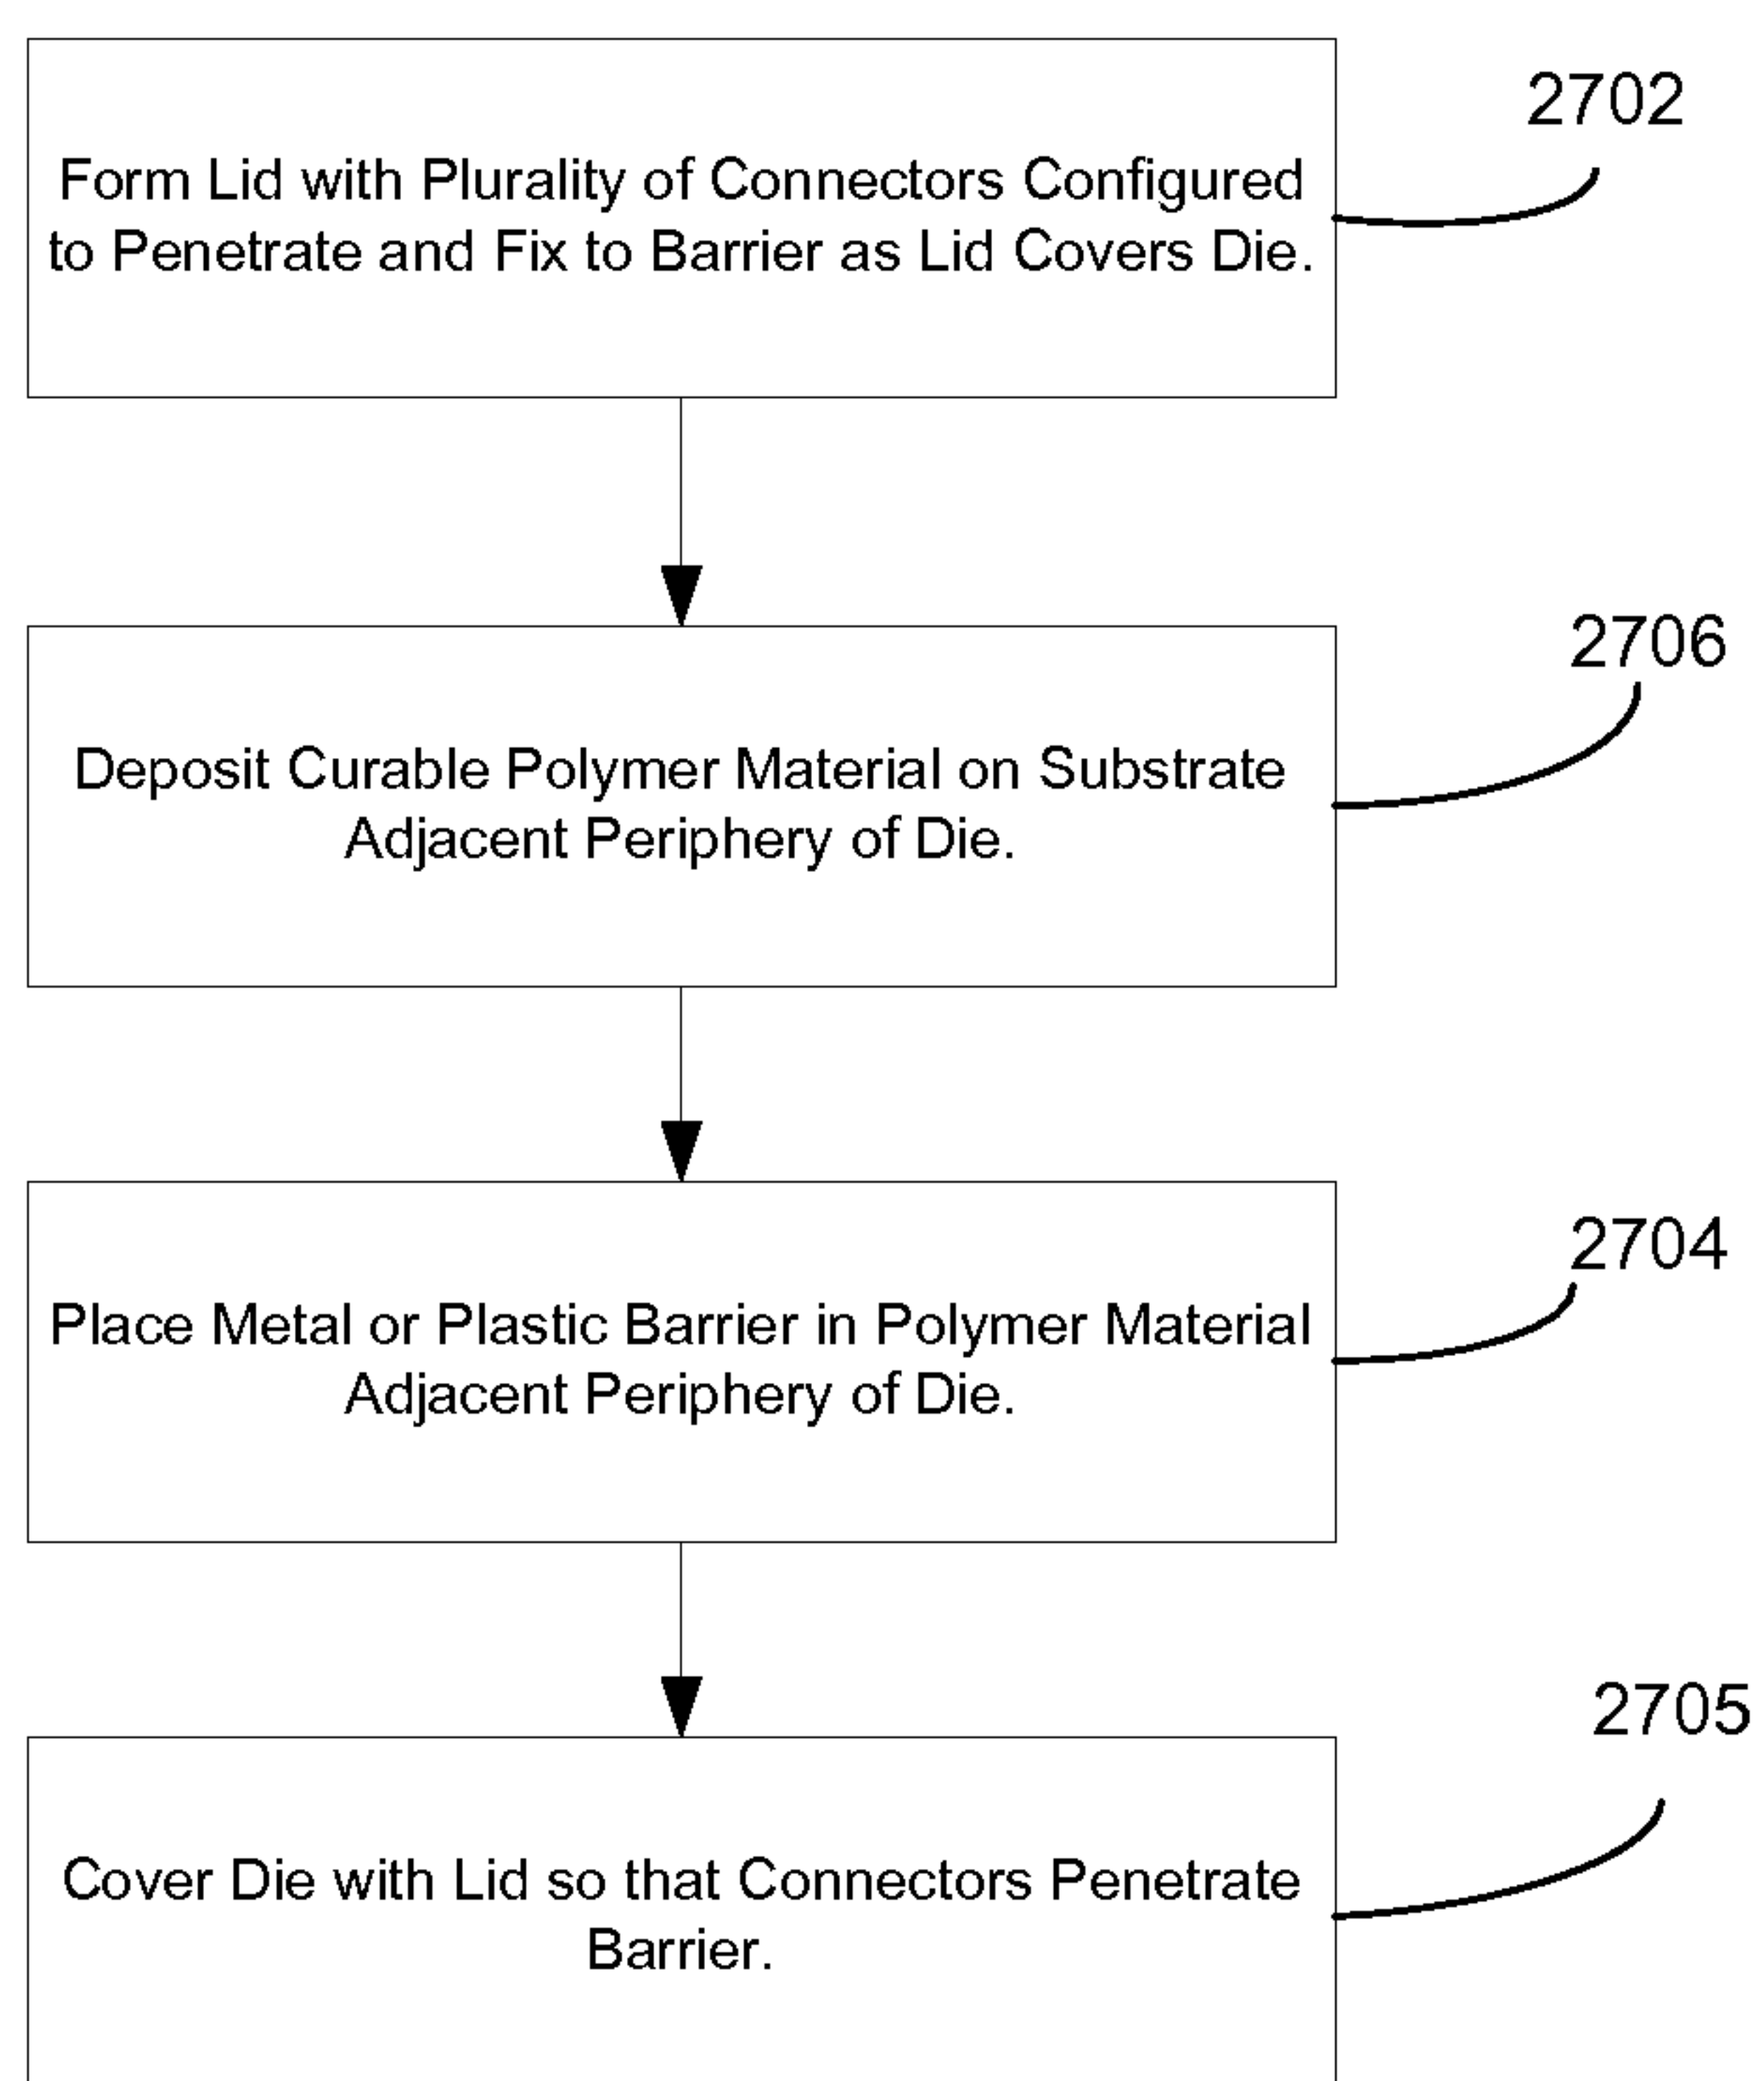 2702
Form Lid with Plurality of Connectors Configured
to Penetrate and Fix to Barrier as Lid Covers Die.
2706
Deposit Curable Polymer Material on Substrate
Adjacent Periphery of Die.
2704
Place Metal or Plastic Barrier in Polymer Material
Adjacent Periphery of Die.
2705
Cover Die with Lid so that Connectors Penetrate
Barrier.